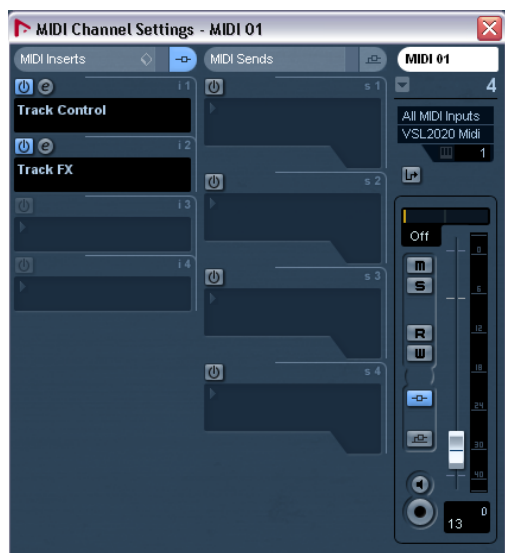 MIDI Channel Settings - MIDI 01
MIDI Inserts
MIDI Sends
MIDI 01
e
i 1
s 1
4
Track Control
All MIDI Inputs
VSL2020 Midi
1
e
i 2
Track FX
s 2
i 3
Off
i 4
s 3
0
M
S
6
R
12
W
18
s 4
24
30
40
0
13